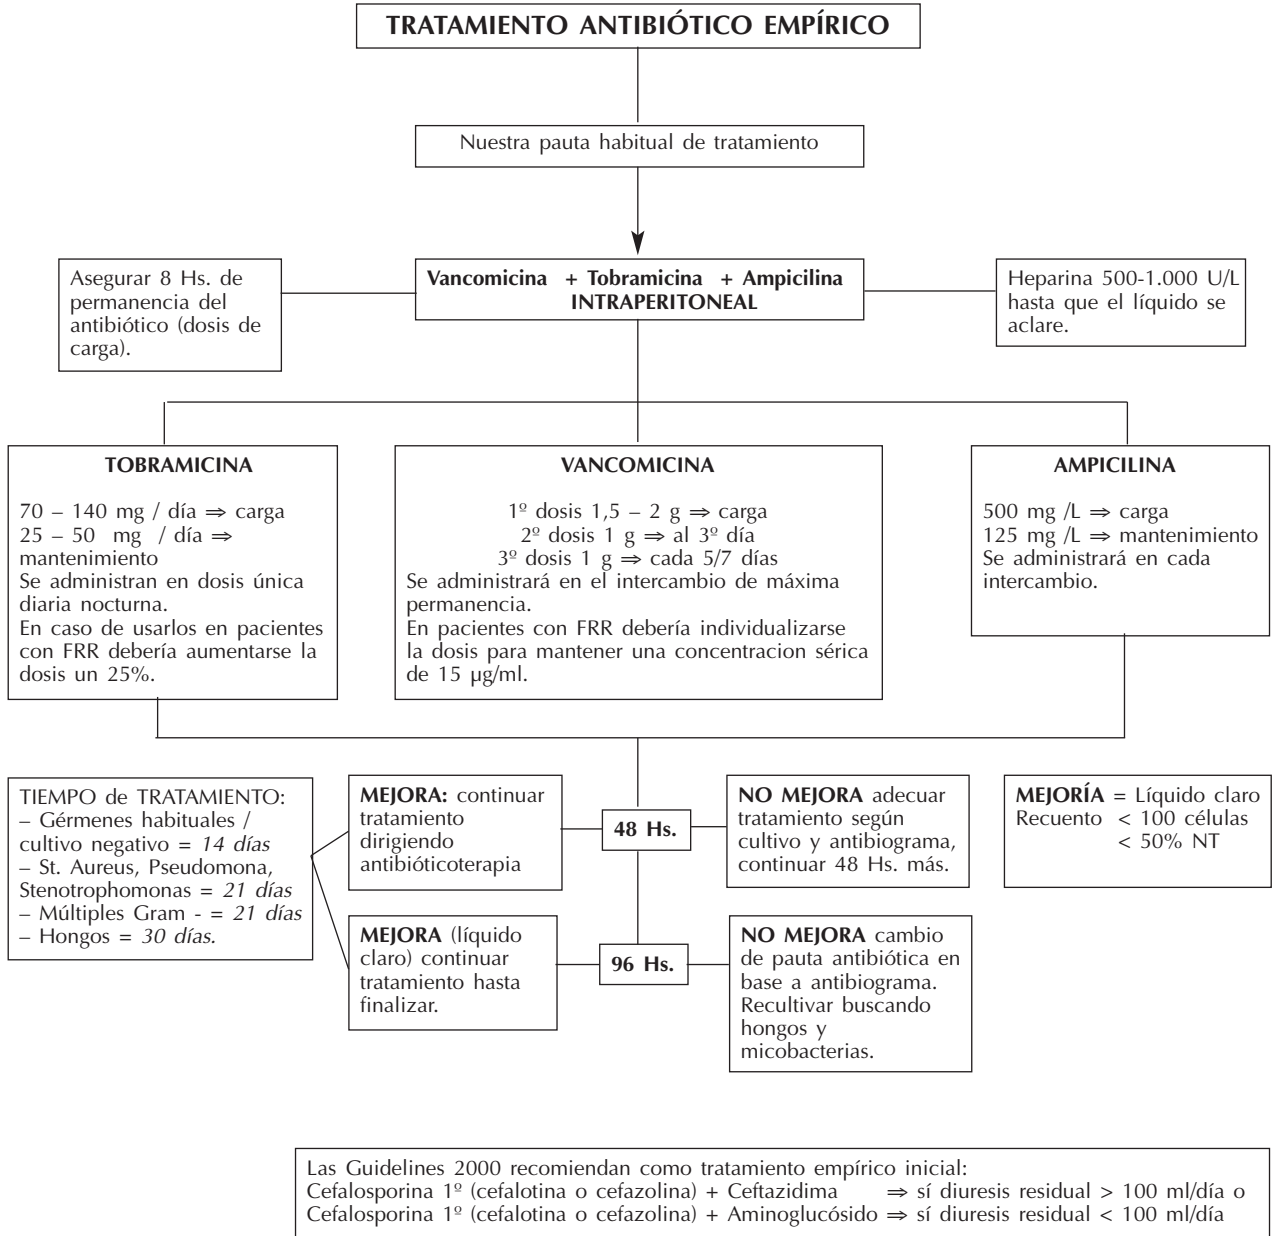 TRATAMIENTO ANTIBIÓTICO EMPÍRICO
Nuestra pauta habitual de tratamiento
Asegurar 8 Hs. de
permanencia del
antibiótico (dosis de
carga).
Vancomicina + Tobramicina + Ampicilina
INTRAPERITONEAL
Heparina 500-1.000 U/L
hasta que el líquido se
aclare.
TOBRAMICINA
70 – 140 mg / día ⇒ carga
25 – 50 mg / día ⇒
mantenimiento
Se administran en dosis única
diaria nocturna.
En caso de usarlos en pacientes
con FRR debería aumentarse la
dosis un 25%.
VANCOMICINA
1º dosis 1,5 – 2 g ⇒ carga
2º dosis 1 g ⇒ al 3º día
3º dosis 1 g ⇒ cada 5/7 días
Se administrará en el intercambio de máxima
permanencia.
En pacientes con FRR debería individualizarse
la dosis para mantener una concentracion sérica
de 15 µg/ml.
AMPICILINA
500 mg /L ⇒ carga
125 mg /L ⇒ mantenimiento
Se administrará en cada
intercambio.
TIEMPO de TRATAMIENTO:
– Gérmenes habituales /
cultivo negativo = 14 días
– St. Aureus, Pseudomona,
Stenotrophomonas = 21 días
– Múltiples Gram - = 21 días
– Hongos = 30 días.
MEJORA: continuar
tratamiento
dirigiendo
antibióticoterapia
48 Hs.
NO MEJORA adecuar
tratamiento según
cultivo y antibiograma,
continuar 48 Hs. más.
MEJORÍA = Líquido claro
Recuento < 100 células
< 50% NT
MEJORA (líquido
claro) continuar
tratamiento hasta
finalizar.
96 Hs.
NO MEJORA cambio
de pauta antibiótica en
base a antibiograma.
Recultivar buscando
hongos y
micobacterias.
Las Guidelines 2000 recomiendan como tratamiento empírico inicial:
Cefalosporina 1º (cefalotina o cefazolina) + Ceftazidima ⇒ sí diuresis residual > 100 ml/día o
Cefalosporina 1º (cefalotina o cefazolina) + Aminoglucósido ⇒ sí diuresis residual < 100 ml/día